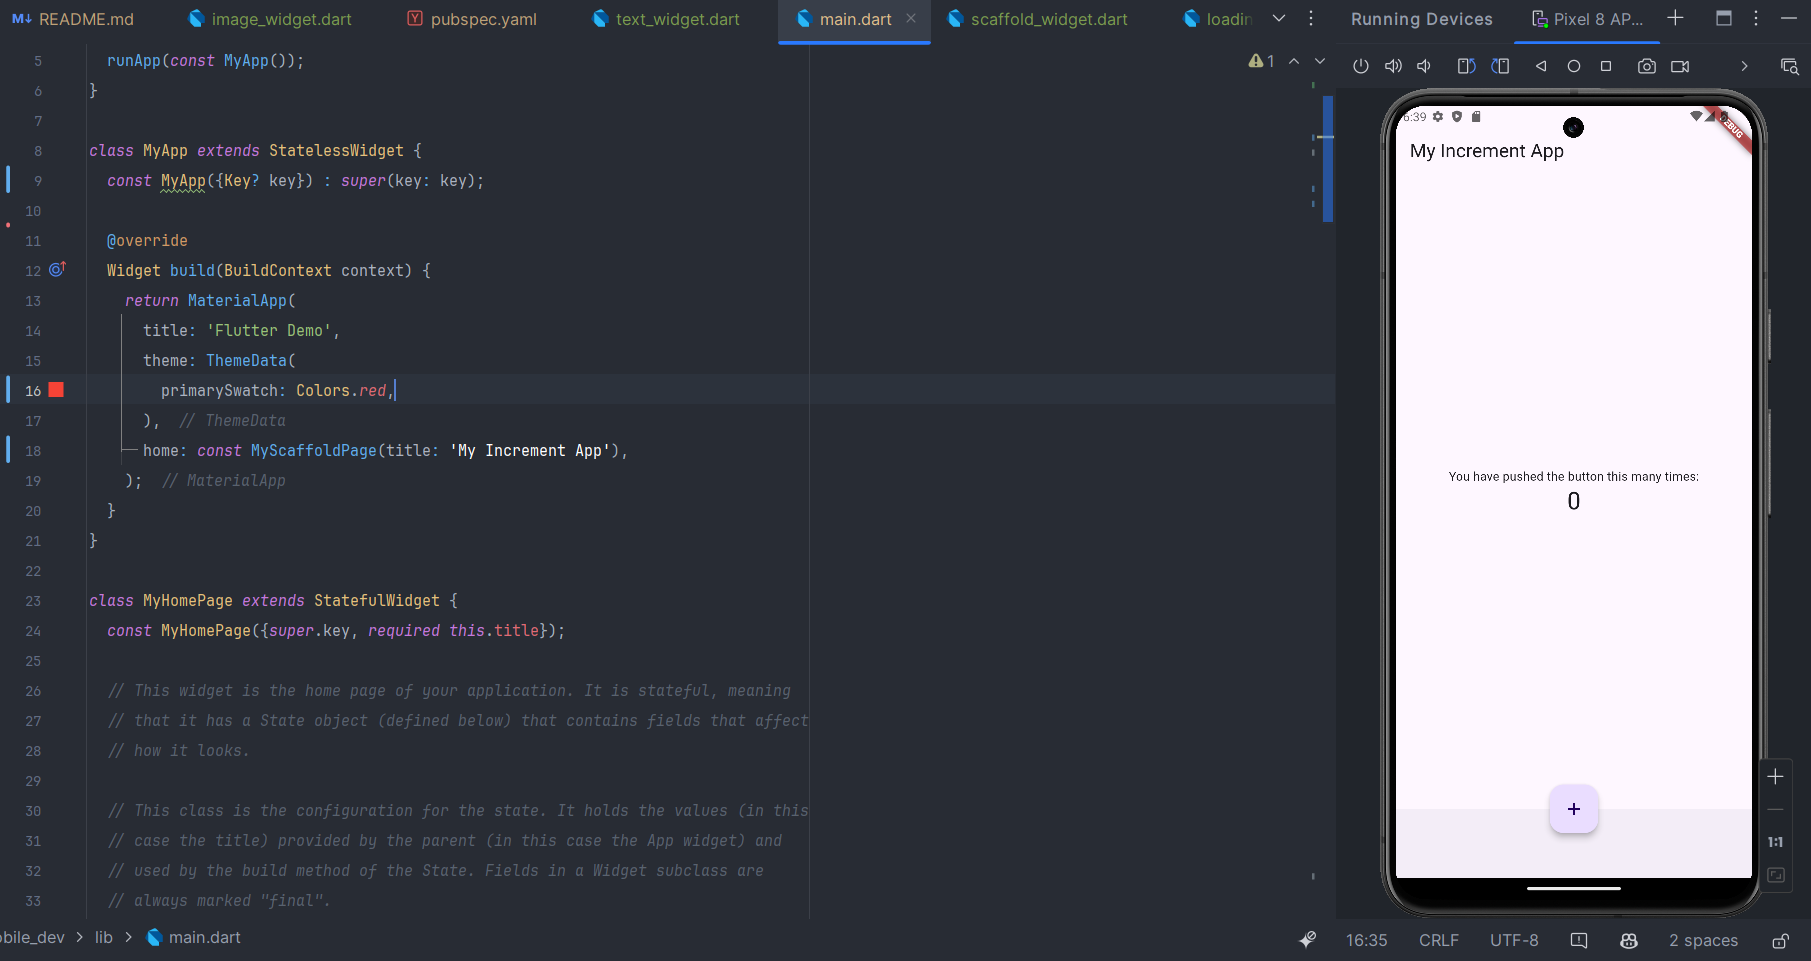 M↓ README.md image_widget.dart pubspec.yaml text_widget.dart main.dart scaffold_widget.dart loadin Running Devices Pixel 8 AP...
5 runApp(const MyApp());
6 }
7
8 class MyApp extends StatelessWidget {
9 const MyApp({Key? key}) : super(key: key);
10
11 @override
12 Widget build(BuildContext context) {
13 return MaterialApp(
14 title: 'Flutter Demo',
15 theme: ThemeData(
16 primarySwatch: Colors.red,
17 ), // ThemeData
18 home: const MyScaffoldPage(title: 'My Increment App'),
19 ); // MaterialApp
20 }
21 }
22
23 class MyHomePage extends StatefulWidget {
24 const MyHomePage({super.key, required this.title});
25
26 // This widget is the home page of your application. It is stateful, meaning
27 // that it has a State object (defined below) that contains fields that affect
28 // how it looks.
29
30 // This class is the configuration for the state. It holds the values (in this
31 // case the title) provided by the parent (in this case the App widget) and
32 // used by the build method of the State. Fields in a Widget subclass are
33 // always marked "final".
1
6:39
My Increment App
You have pushed the button this many times:
0
+
1:1
obile_dev > lib > main.dart
16:35 CRLF UTF-8 2 spaces